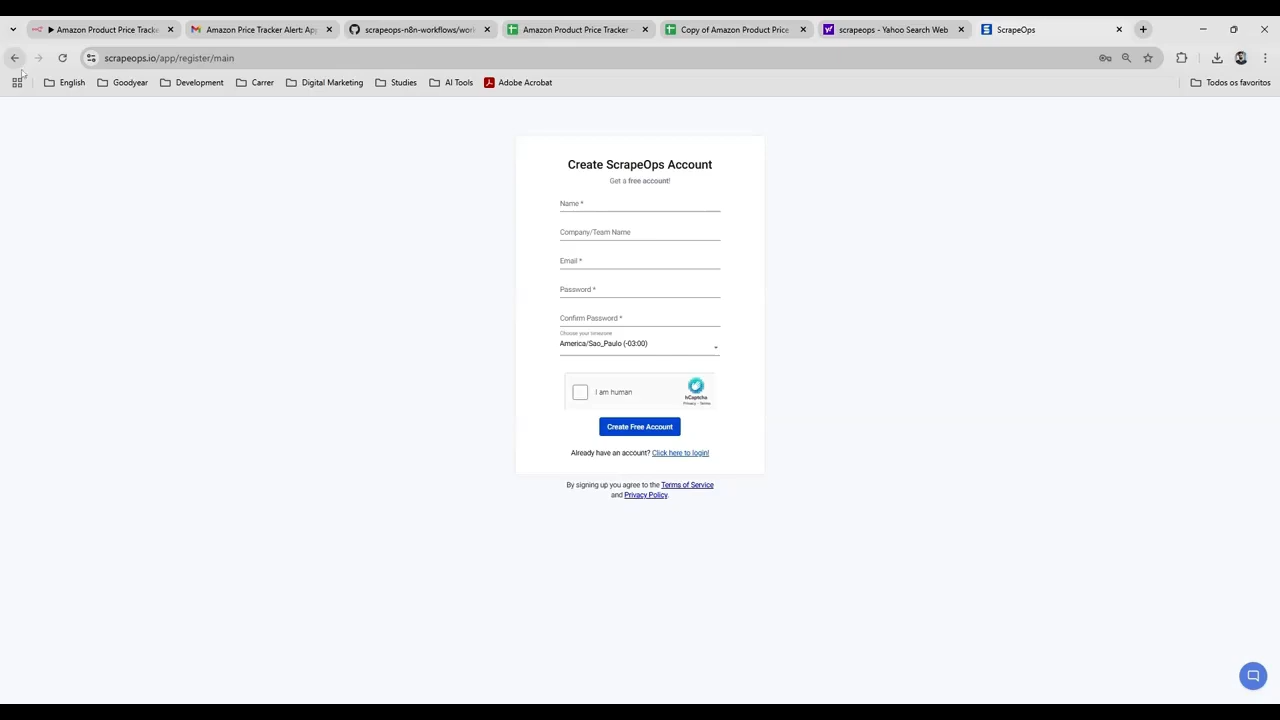 Amazon Product Price Tracke
Amazon Price Tracker Alert: App
scrapeops-n8n-workflows/work
Amazon Product Price Tracker -
Copy of Amazon Product Price
scrapeops - Yahoo Search Web
ScrapeOps
scrapeops.io/app/register/main
English
Goodyear
Development
Carrer
Digital Marketing
Studies
AI Tools
Adobe Acrobat
Todos os favoritos
Create ScrapeOps Account
Get a free account!
Name *
Company/Team Name
Email *
Password *
Confirm Password *
Choose your timezone
America/Sao_Paulo (-03:00)
I am human
hCaptcha
Privacy - Terms
Create Free Account
Already have an account? Click here to login!
By signing up you agree to the Terms of Service
and Privacy Policy.